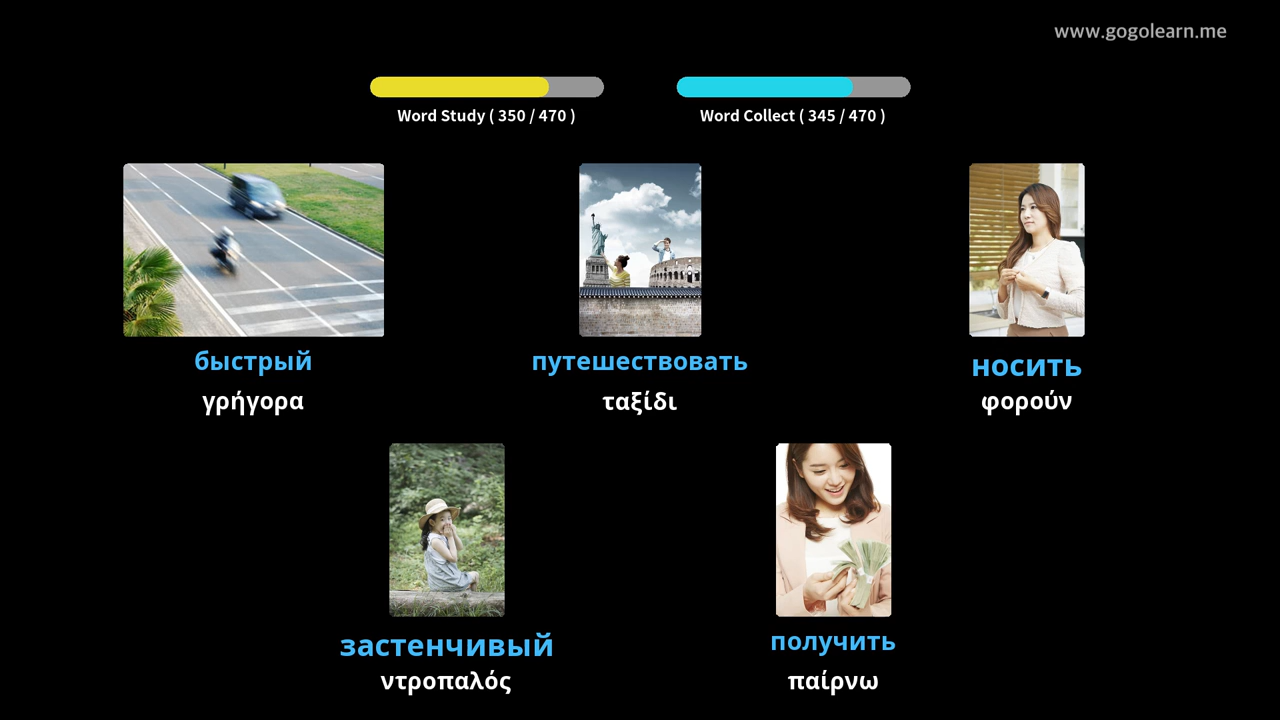 www.gogolearn.me
Word Study ( 350 / 470 )
Word Collect ( 345 / 470 )
быстрый
γρήγορα
путешествовать
ταξίδι
носить
φορούν
застенчивый
ντροπαλός
получить
παίρνω